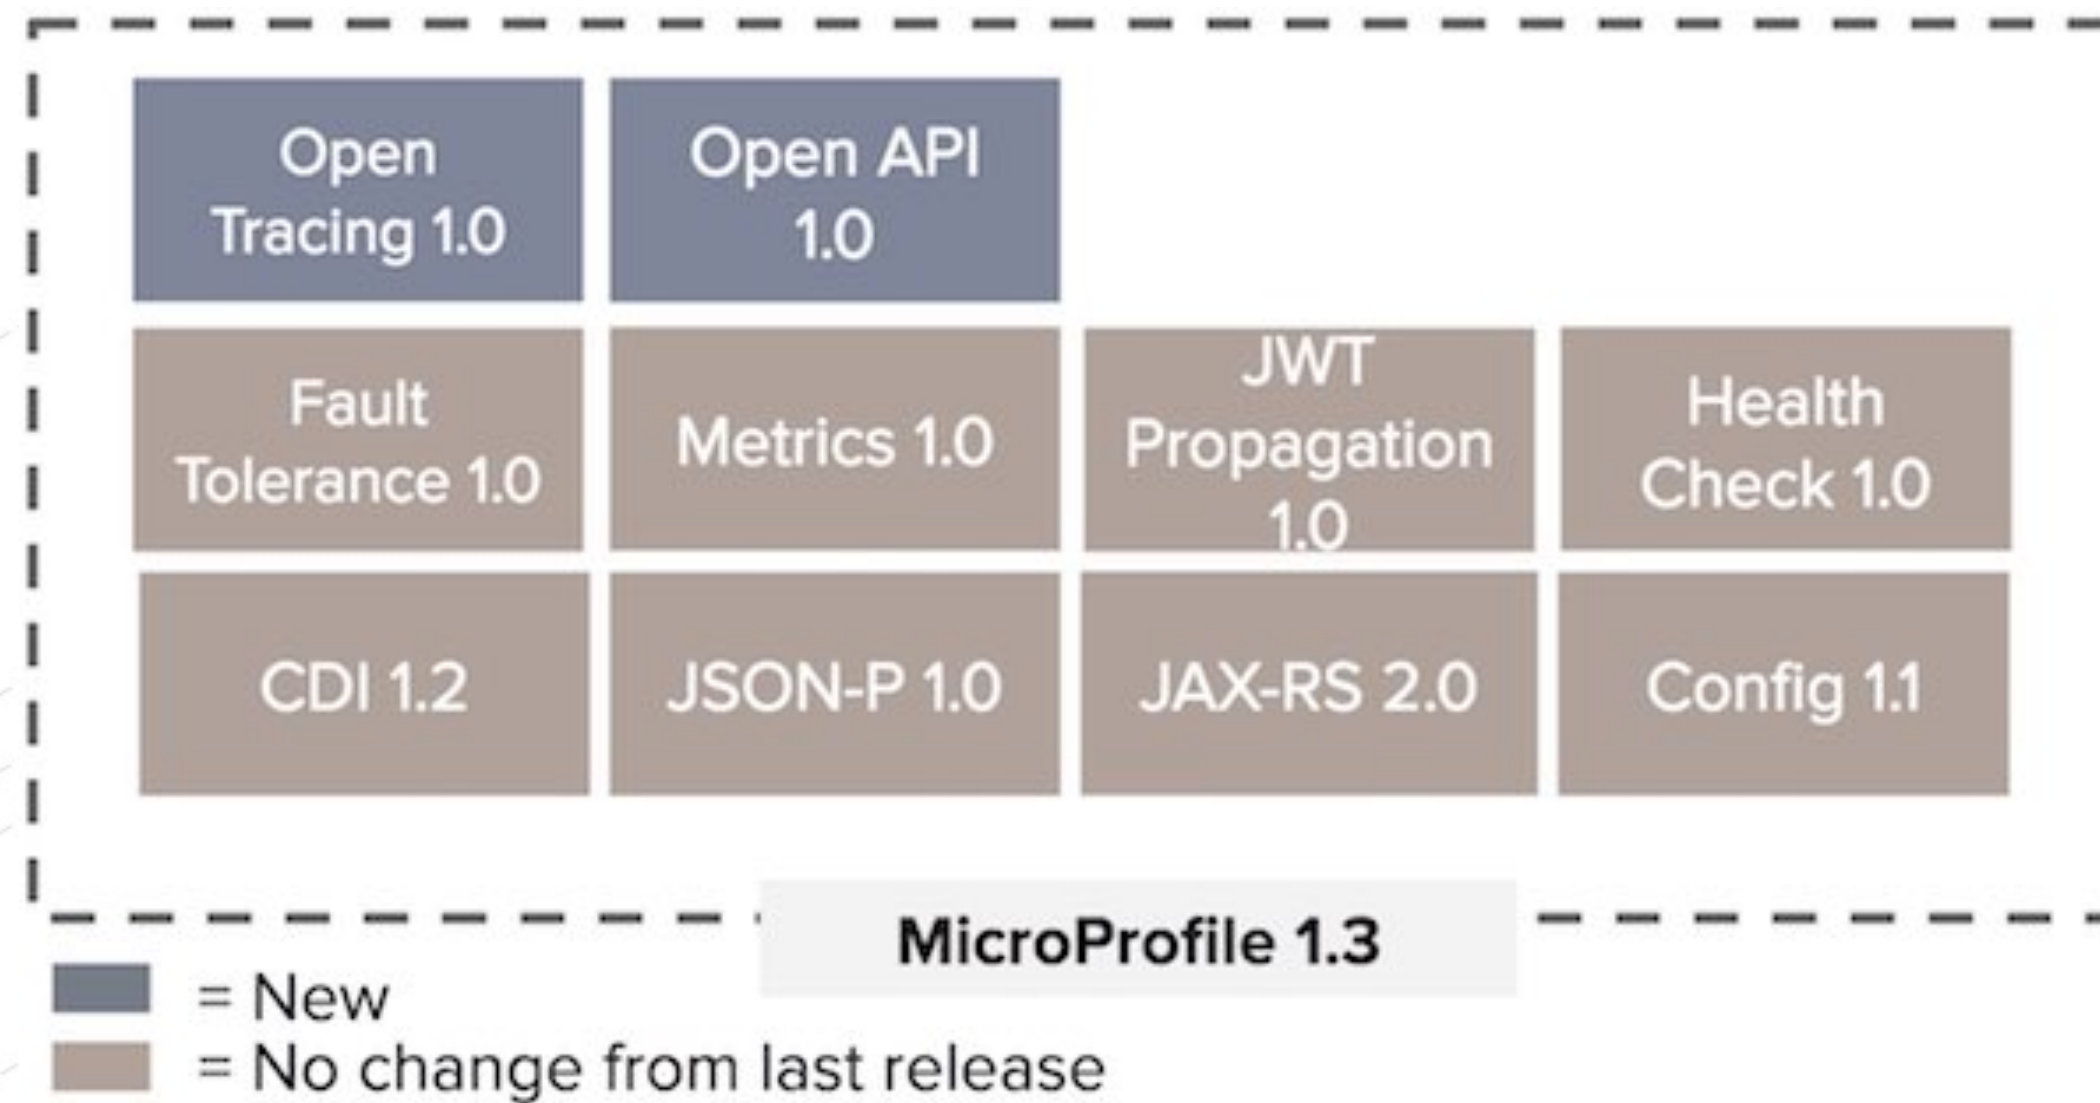 Open
Tracing 1.0
Open API
1.0
Fault
Tolerance 1.0
Metrics 1.0
JWT
Propagation
1.0
Health
Check 1.0
CDI 1.2
JSON-P 1.0
JAX-RS 2.0
Config 1.1
MicroProfile 1.3
= New
= No change from last release